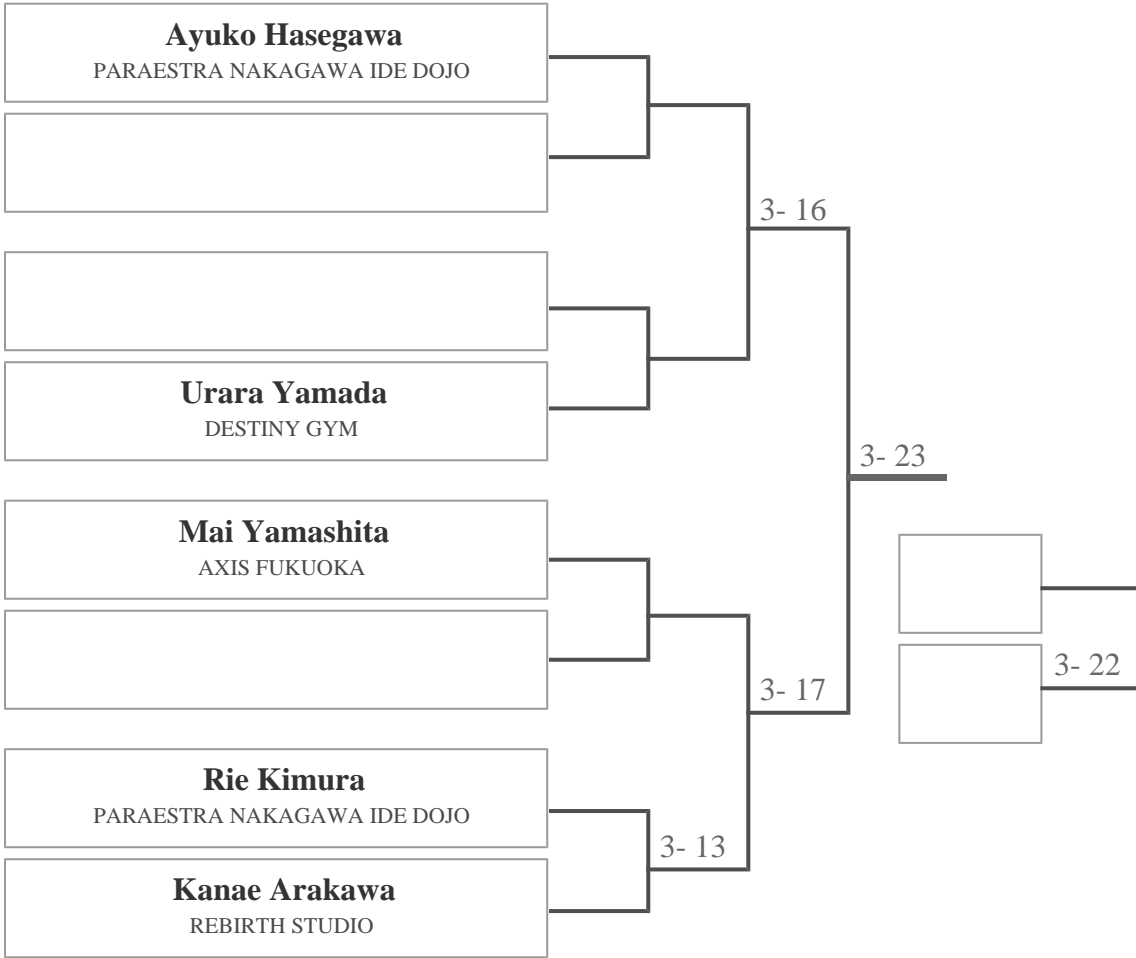 Ayuko Hasegawa
PARAESTRA NAKAGAWA IDE DOJO
3- 16
Urara Yamada
DESTINY GYM
3- 23
Mai Yamashita
AXIS FUKUOKA
3- 22
3- 17
Rie Kimura
PARAESTRA NAKAGAWA IDE DOJO
3- 13
Kanae Arakawa
REBIRTH STUDIO